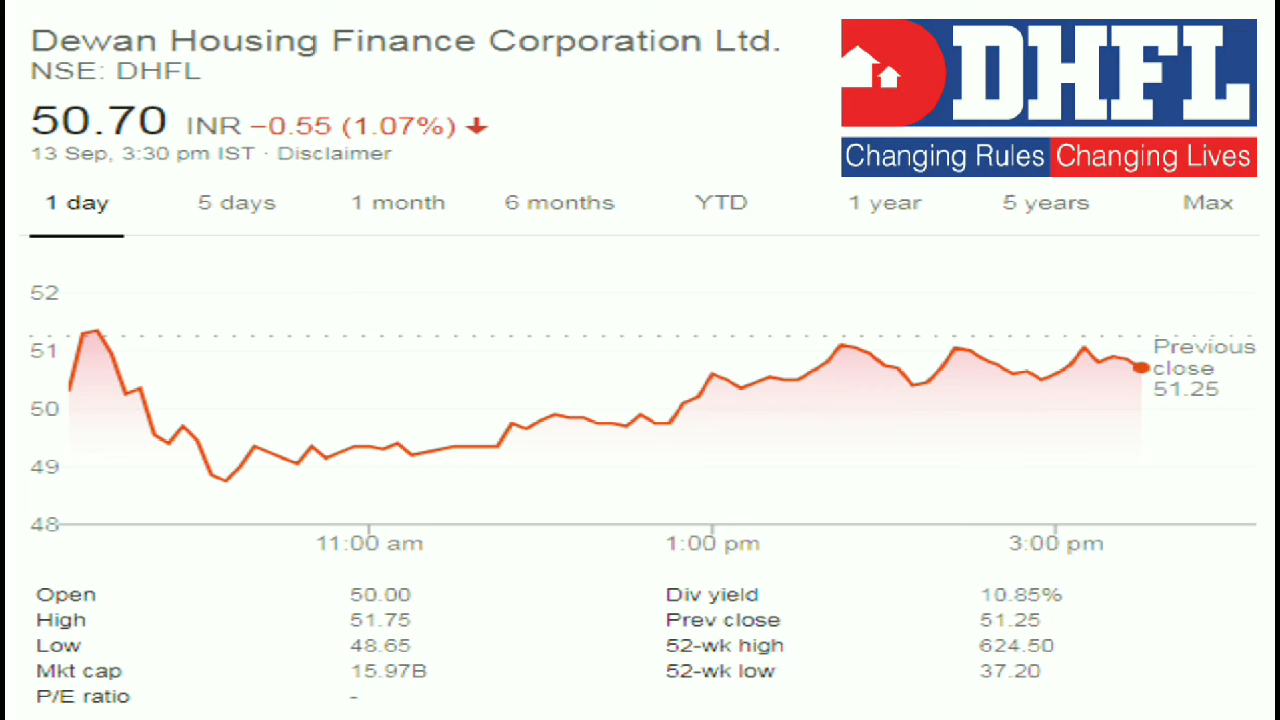 Dewan Housing Finance Corporation Ltd.
NSE: DHFL
50.70 INR −0.55 (1.07%)
13 Sep, 3:30 pm IST · Disclaimer
DHFL
Changing Rules Changing Lives
1 day 5 days 1 month 6 months YTD 1 year 5 years Max
52
51
50
49
48
Previous
close
51.25
11:00 am 1:00 pm 3:00 pm
Open 50.00 Div yield 10.85%
High 51.75 Prev close 51.25
Low 48.65 52-wk high 624.50
Mkt cap 15.97B 52-wk low 37.20
P/E ratio -